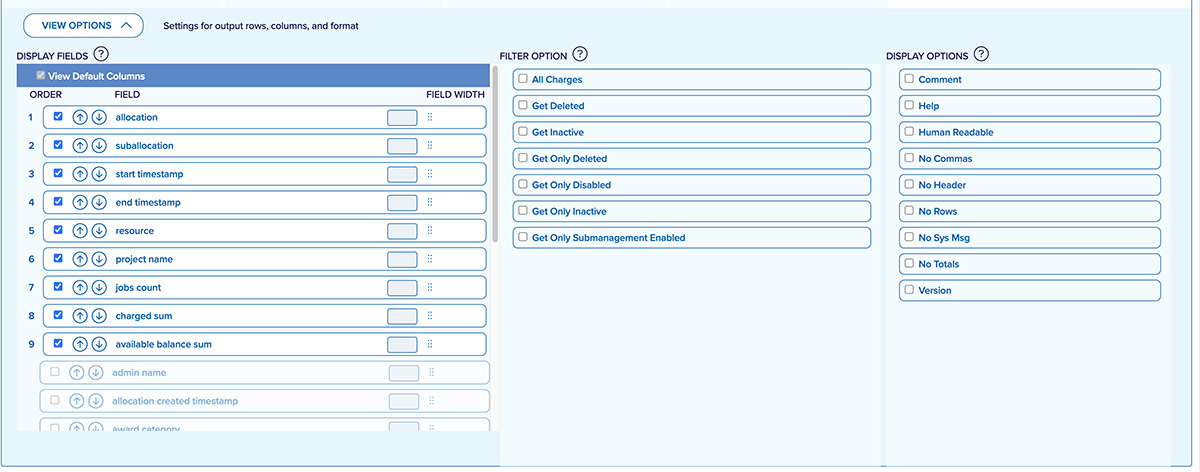 VIEW OPTIONS
Settings for output rows, columns, and format
DISPLAY FIELDS ?
View Default Columns
ORDER FIELD FIELD WIDTH
1 allocation
2 suballocation
3 start timestamp
4 end timestamp
5 resource
6 project name
7 jobs count
8 charged sum
9 available balance sum
admin name
allocation created timestamp
award category
FILTER OPTION ?
All Charges
Get Deleted
Get Inactive
Get Only Deleted
Get Only Disabled
Get Only Inactive
Get Only Submanagement Enabled
DISPLAY OPTIONS ?
Comment
Help
Human Readable
No Commas
No Header
No Rows
No Sys Msg
No Totals
Version